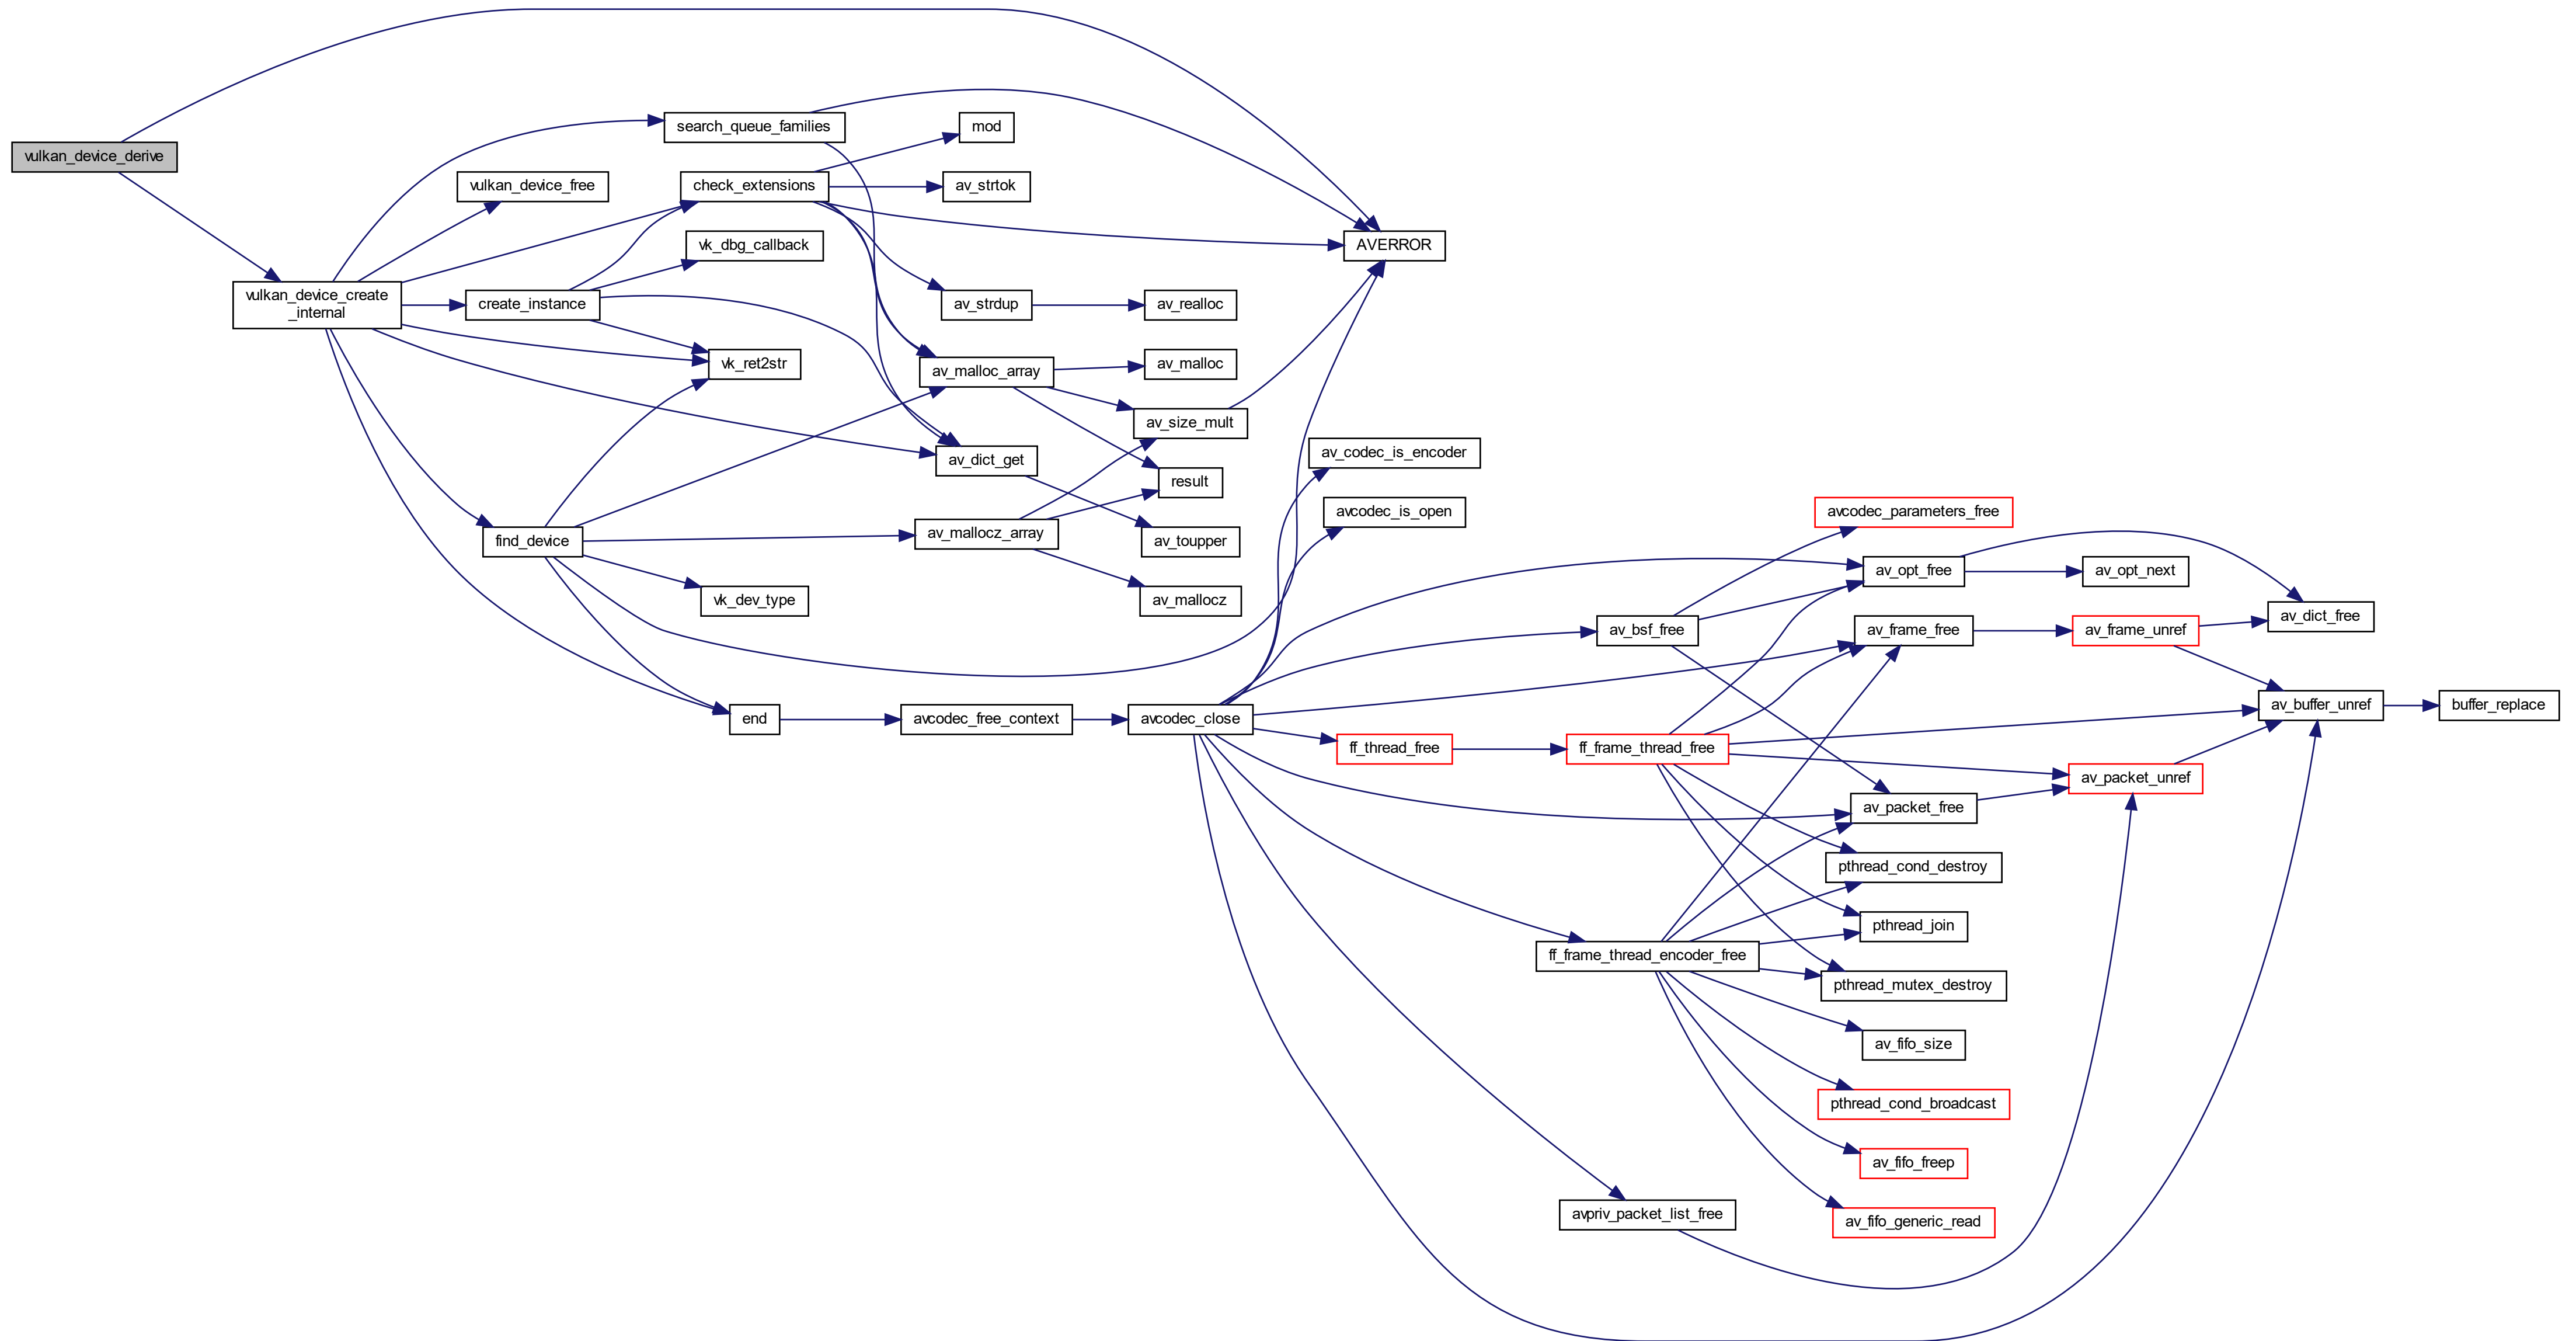 vulkan_device_derive
vulkan_device_create
_internal
search_queue_families
vulkan_device_free
check_extensions
vk_dbg_callback
create_instance
vk_ret2str
find_device
vk_dev_type
end
mod
av_strtok
av_strdup
av_malloc_array
av_dict_get
av_mallocz_array
avcodec_free_context
AVERROR
av_realloc
av_malloc
av_size_mult
result
av_toupper
av_mallocz
avcodec_close
av_codec_is_encoder
avcodec_is_open
ff_thread_free
av_bsf_free
ff_frame_thread_free
ff_frame_thread_encoder_free
avpriv_packet_list_free
avcodec_parameters_free
av_opt_free
av_frame_free
av_packet_free
pthread_cond_destroy
pthread_join
pthread_mutex_destroy
av_fifo_size
pthread_cond_broadcast
av_fifo_freep
av_fifo_generic_read
av_opt_next
av_frame_unref
av_packet_unref
av_dict_free
av_buffer_unref
buffer_replace